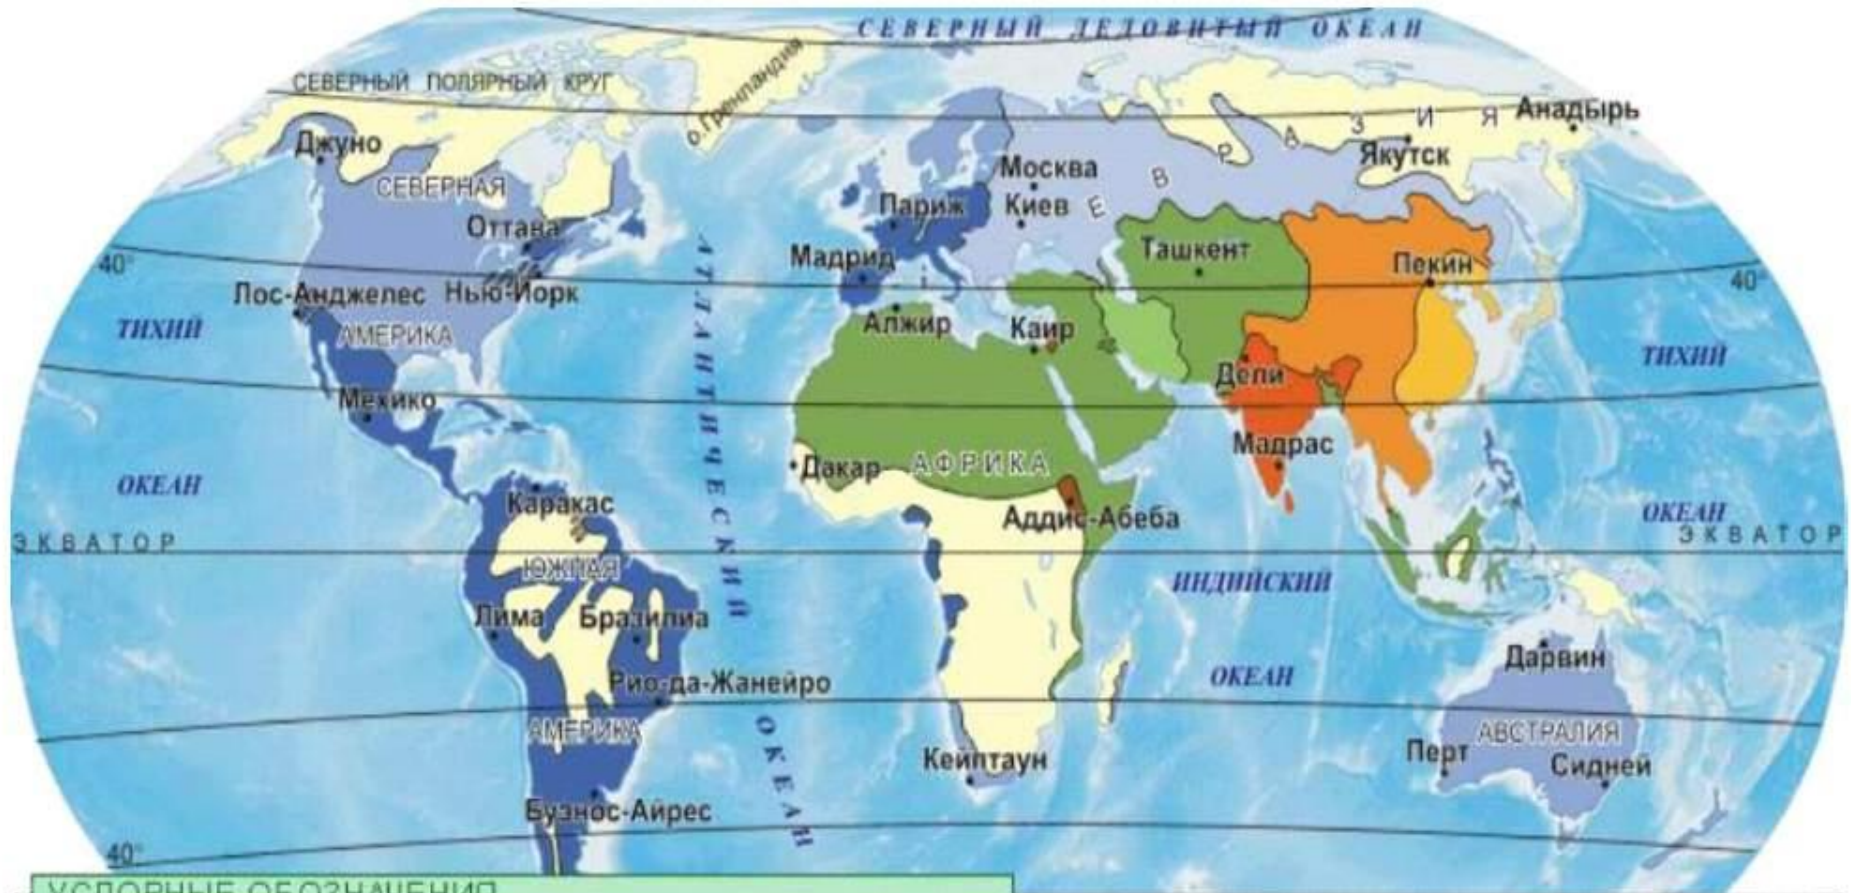 СЕВЕРНЫЙ ЛЕДОВИТЫЙ ОКЕАН
СЕВЕРНЫЙ ПОЛЯРНЫЙ КРУГ
о.Гренландия
Анадырь
ЕВРАЗИЯ
Якутск
Джуно
СЕВЕРНАЯ
Москва
Париж
Киев
Оттава
Мадрид
Ташкент
Пекин
40°
40°
Лос-Анджелес
Нью-Йорк
Алжир
Каир
ТИХИЙ
АМЕРИКА
ТИХИЙ
Дели
Мехико
Мадрас
Дакар
АФРИКА
ОКЕАН
Каракас
Аддис-Абеба
ОКЕАН
ЭКВАТОР
ЭКВАТОР
АТЛАНТИЧЕСКИЙ
ЮЖНАЯ
ИНДИЙСКИЙ
Лима
Бразилиа
Дарвин
ОКЕАН
Рио-да-Жанейро
АМЕРИКА
ОКЕАН
АВСТРАЛИЯ
Перт
Кейптаун
Сидней
Буэнос-Айрес
40°
УСЛОВНЫЕ ОБОЗНАЧЕНИЯ